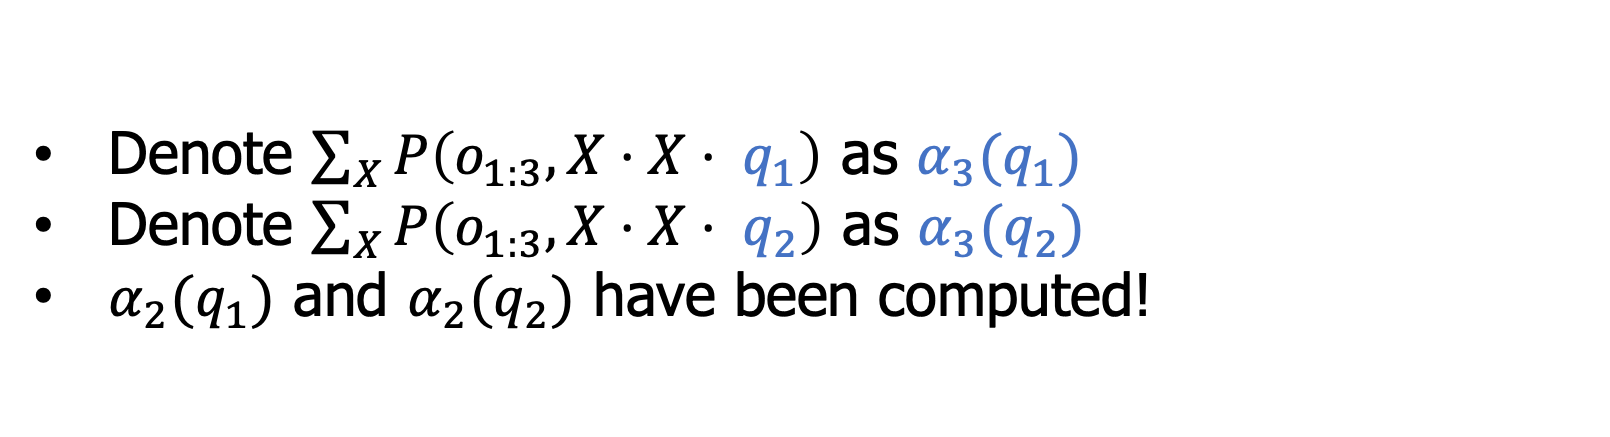 • Denote ∑_X P(o_{1:3}, X · X · q_1) as α_3(q_1)
• Denote ∑_X P(o_{1:3}, X · X · q_2) as α_3(q_2)
• α_2(q_1) and α_2(q_2) have been computed!